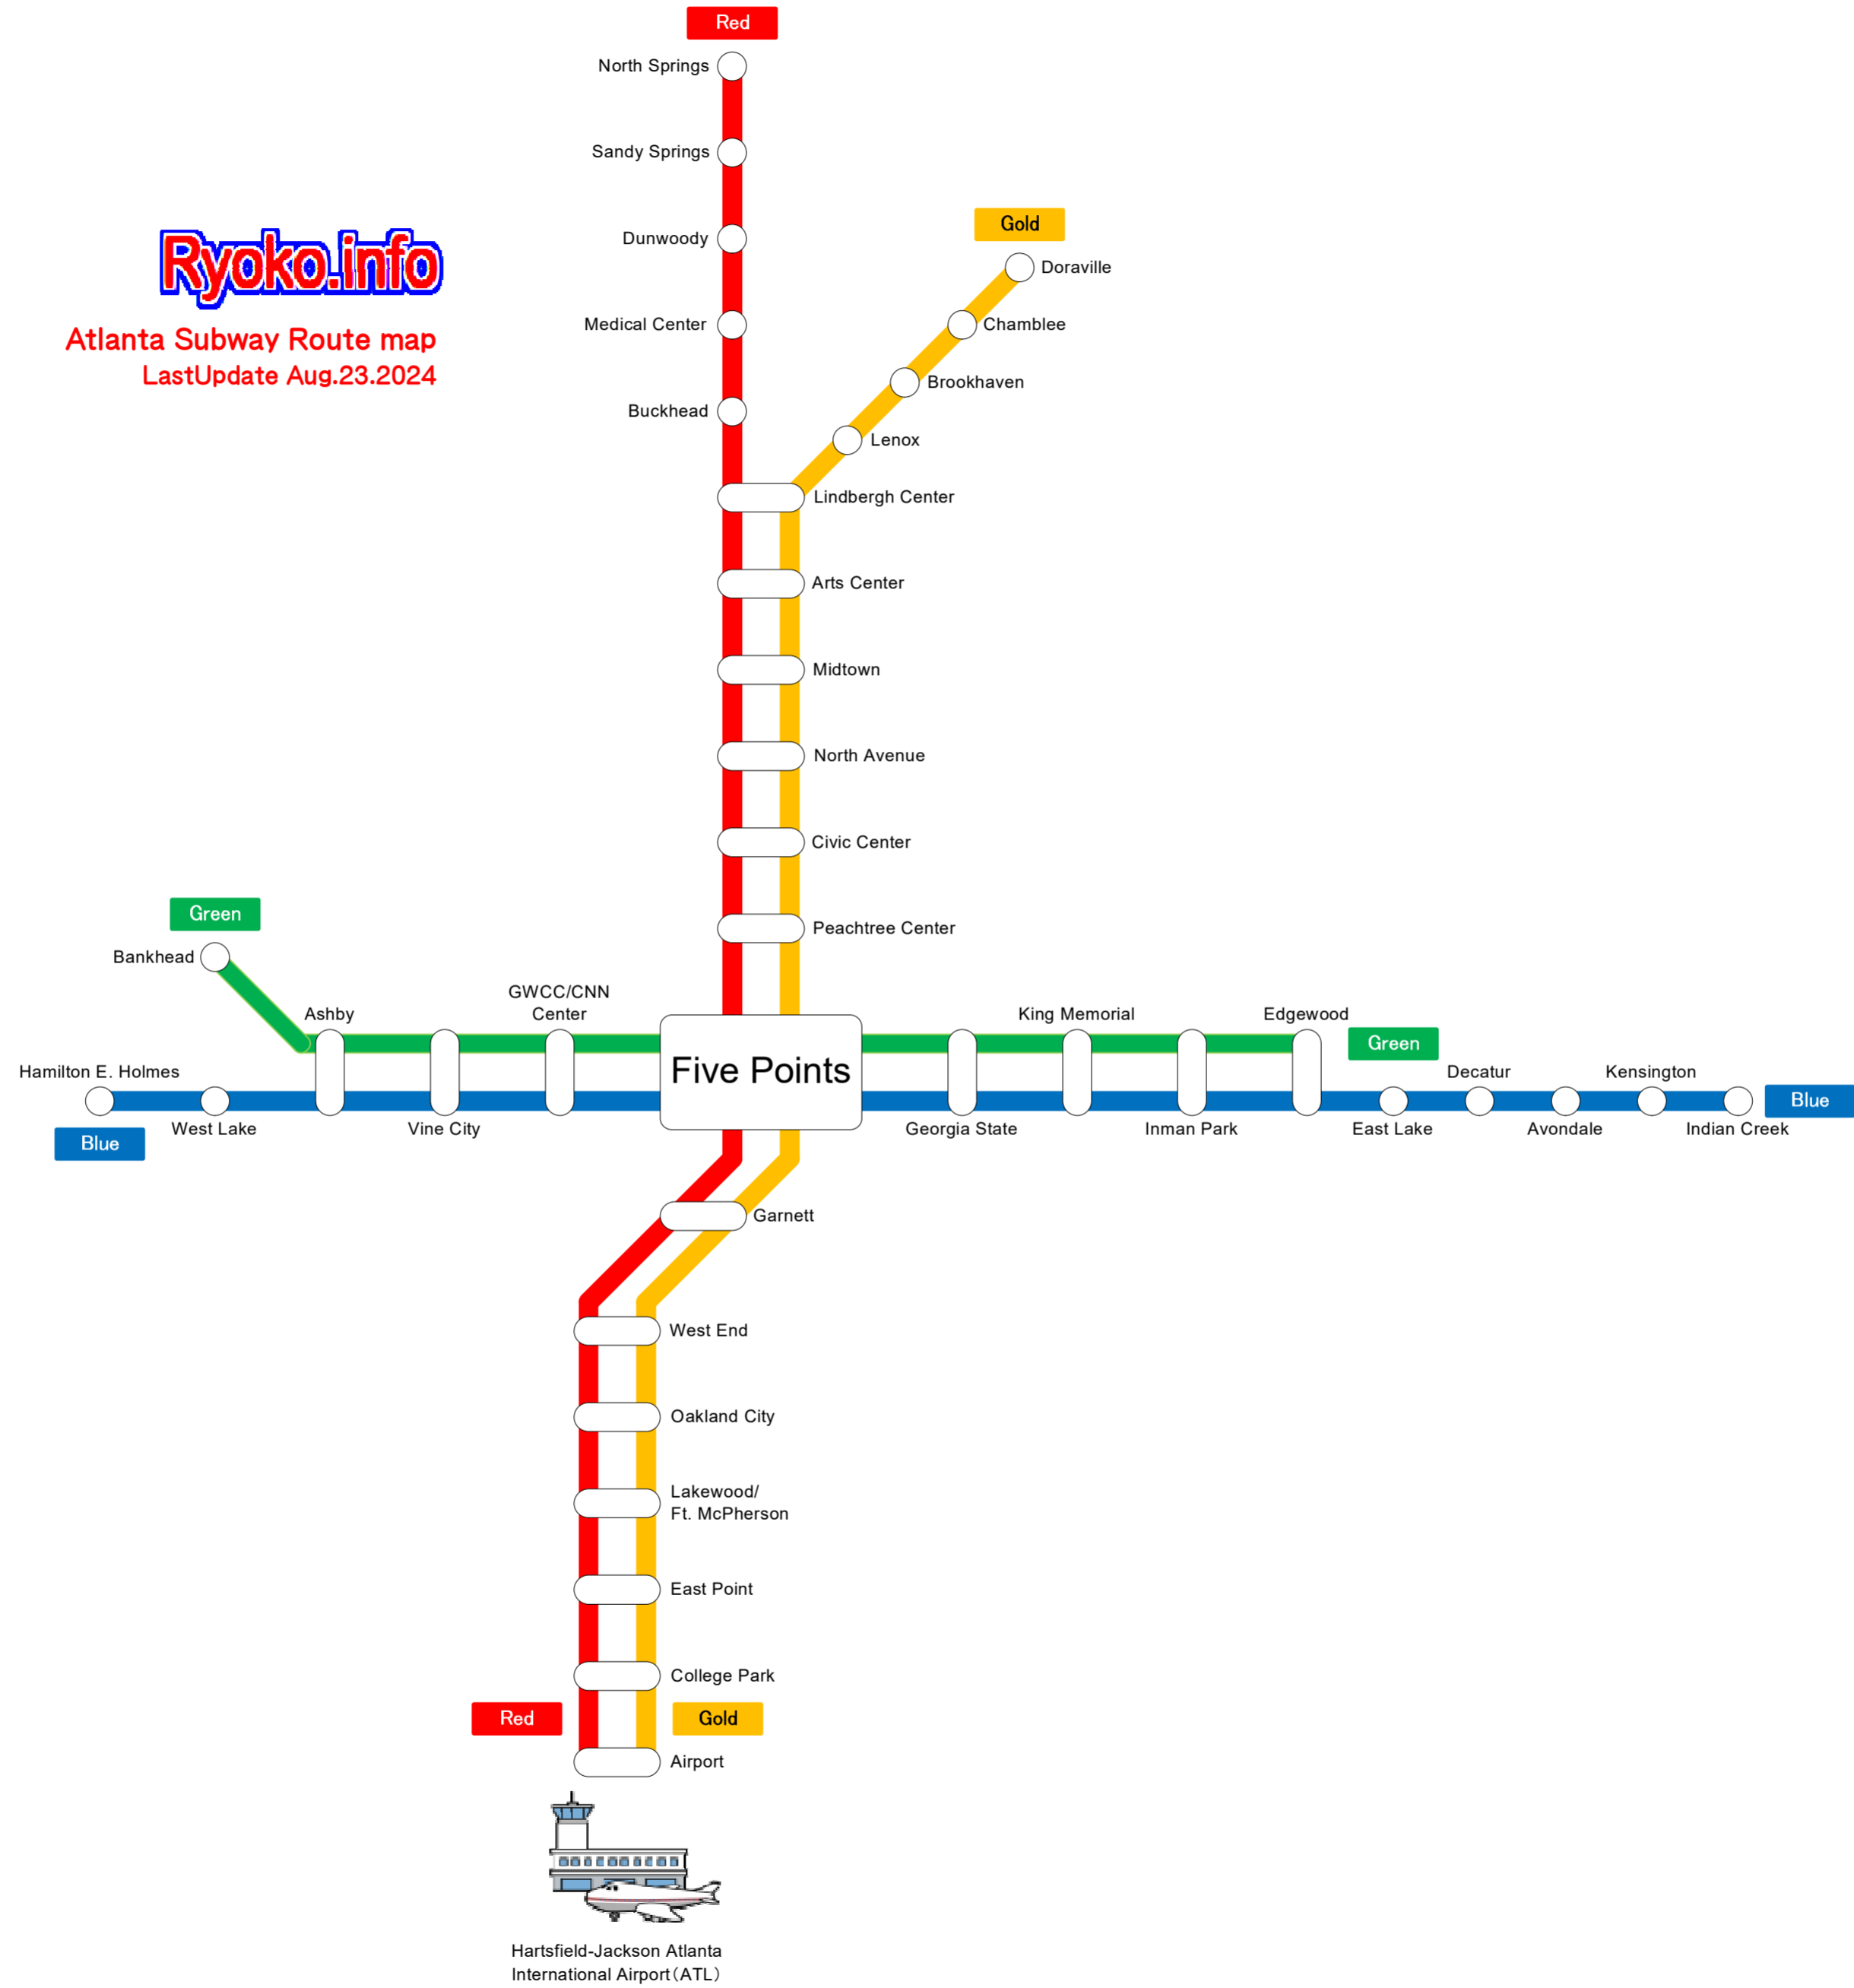 Red
North Springs
Sandy Springs
Gold
Dunwoody
Doraville
Ryoko.info
Atlanta Subway Route map
LastUpdate Aug.23.2024
Medical Center
Chamblee
Brookhaven
Buckhead
Lenox
Lindbergh Center
Arts Center
Midtown
North Avenue
Civic Center
Green
Peachtree Center
Bankhead
GWCC/CNN
Center
Ashby
King Memorial
Edgewood
Green
Five Points
Hamilton E. Holmes
Decatur
Kensington
Blue
Blue
West Lake
Vine City
Georgia State
Inman Park
East Lake
Avondale
Indian Creek
Garnett
West End
Oakland City
Lakewood/
Ft. McPherson
East Point
College Park
Red
Gold
Airport
Hartsfield-Jackson Atlanta
International Airport（ATL）